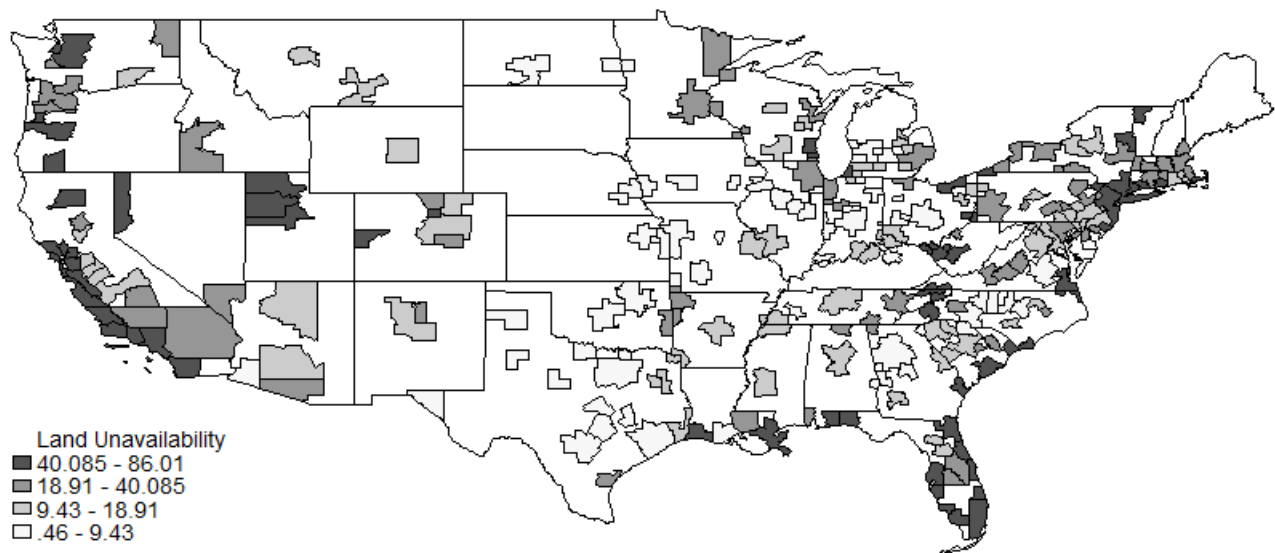 Land Unavailability
40.085 - 86.01
18.91 - 40.085
9.43 - 18.91
.46 - 9.43